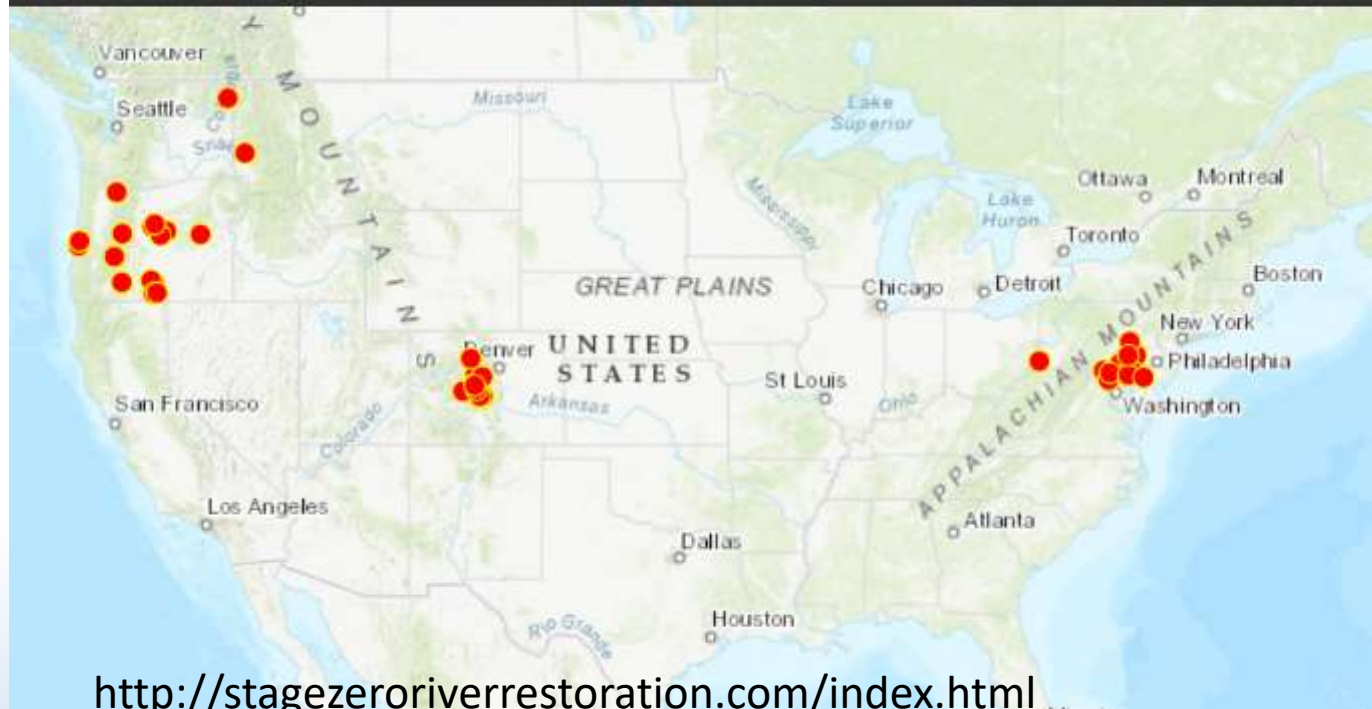 Vancouver
Seattle
Missouri
Lake Superior
Ottawa
Montreal
Lake Huron
Toronto
Mississippi
Boston
GREAT PLAINS
Chicago
Detroit
New York
Denver
UNITED STATES
Philadelphia
St Louis
Ohio
San Francisco
Arkansas
Washington
Colorado
APPALACHIAN MOUNTAINS
Los Angeles
Atlanta
Dallas
Houston
Rio Grande
Y MOUNTAINS
http://stagezeroriverrestoration.com/index.html